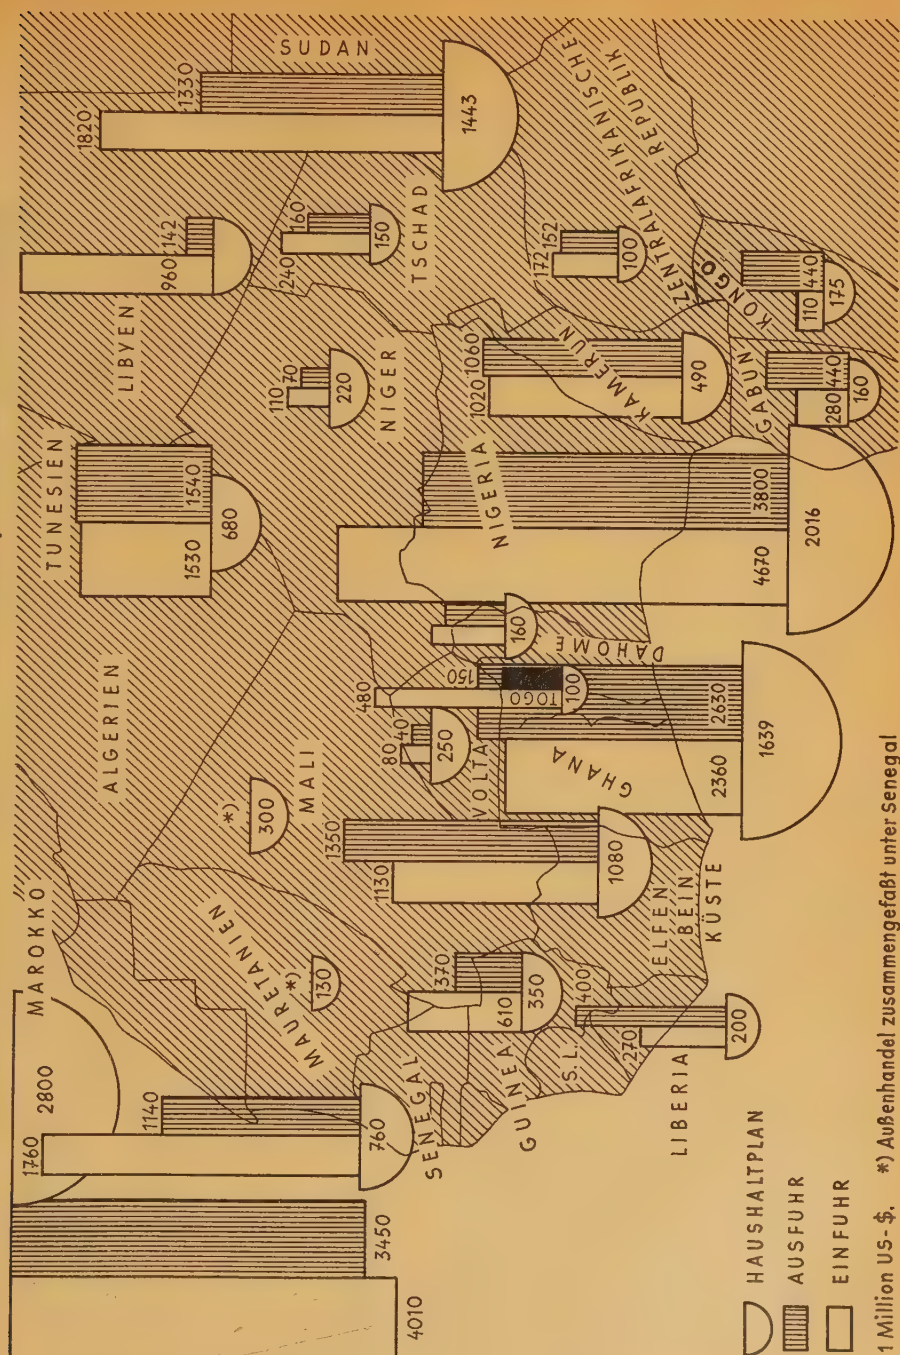 MAROKKO
2800
4010
3450
ALGERIEN
TUNESIEN
1530
1540
680
LIBYEN
960
142
SUDAN
1820
1330
1443
1760
1140
760
MAURETANIEN
*)
130
MALI
*)
300
NIGER
110
70
220
TSCHAD
240
160
150
SENEGAL
GUINEA
610
370
350
S.L.
LIBERIA
270
400
200
ELFEN
BEIN
KÜSTE
1130
1350
1080
VOLTA
80
40
250
GHANA
2360
2630
1639
TOGO
480
150
100
DAHOME
160
NIGERIA
4670
3800
2016
KAMERUN
1020
1060
490
ZENTRALAFRIKANISCHE
REPUBLIK
172
152
100
GABUN
280
440
160
KONGO
110
440
175
HAUSHALTPLAN
AUSFUHR
EINFUHR
1 Million US-$. *) Außenhandel zusammengefaßt unter Senegal